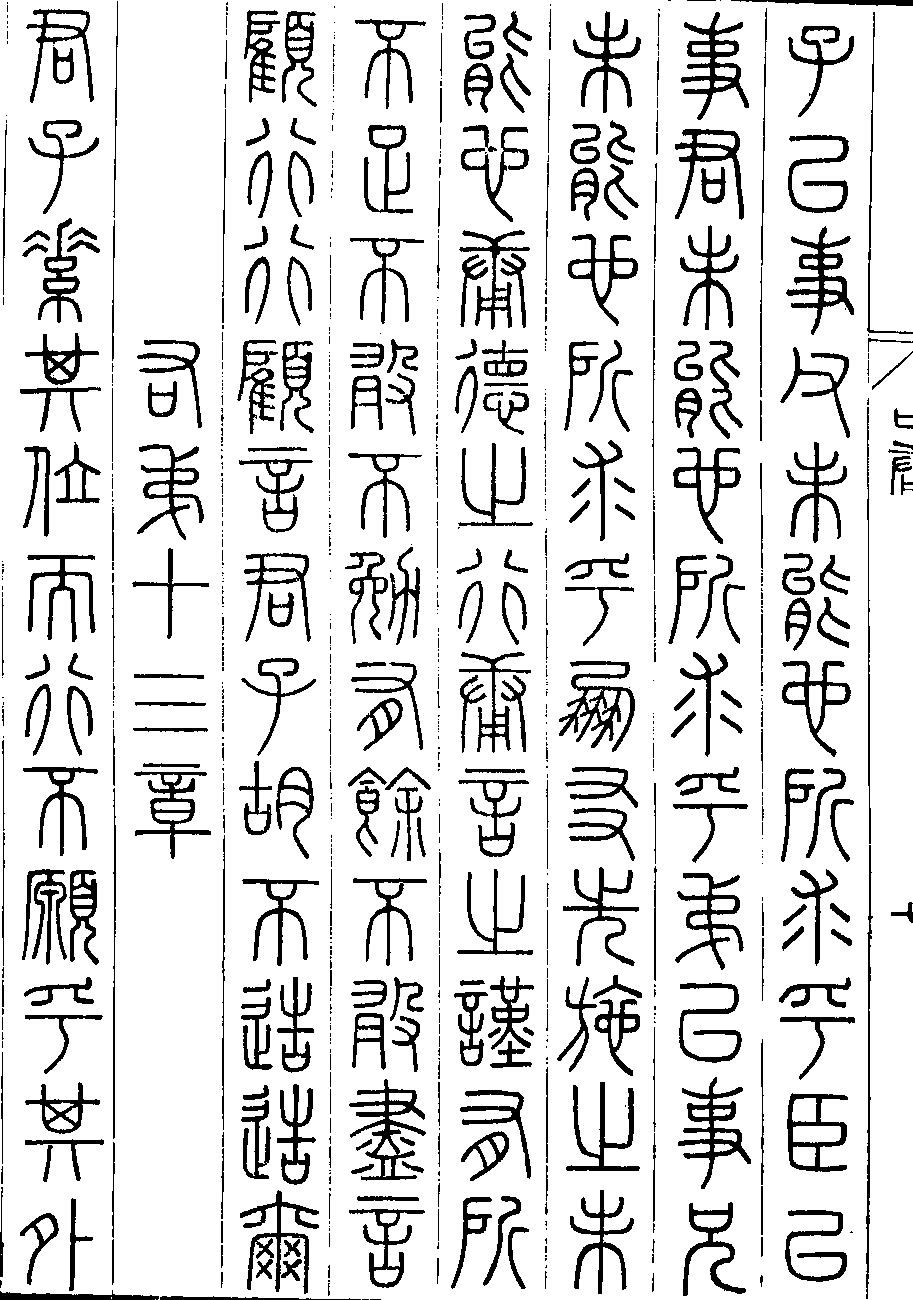 子以事父未能也所求乎臣以
事君未能也所求乎弟以事兄
未能也所求乎朋友先施之未
能也庸德之行庸言之謹有所
不足不敢不勉有餘不敢盡言
顧行行顧言君子胡不慥慥爾
右第十三章
君子素其位而行不願乎其外